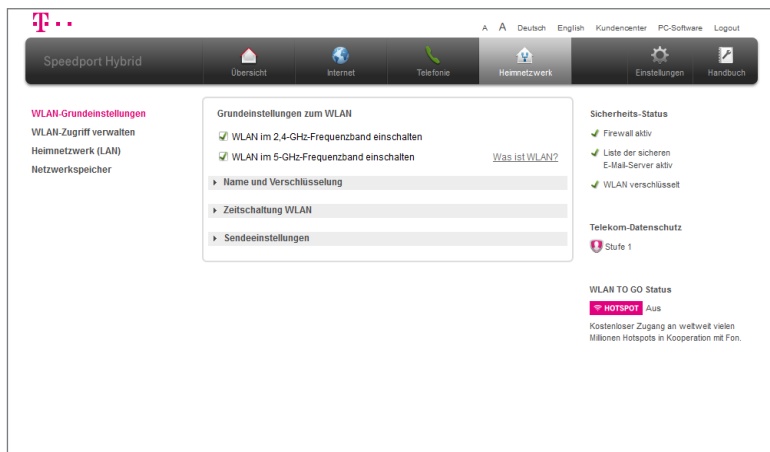 T
A A Deutsch English Kundencenter PC-Software Logout
Speedport Hybrid
Übersicht Internet Telefonie Heimnetzwerk Einstellungen Handbuch
WLAN-Grundeinstellungen
WLAN-Zugriff verwalten
Heimnetzwerk (LAN)
Netzwerkspeicher
Grundeinstellungen zum WLAN
WLAN im 2,4-GHz-Frequenzband einschalten
WLAN im 5-GHz-Frequenzband einschalten Was ist WLAN?
Name und Verschlüsselung
Zeitschaltung WLAN
Sendeeinstellungen
Sicherheits-Status
Firewall aktiv
Liste der sicheren
E-Mail-Server aktiv
WLAN verschlüsselt
Telekom-Datenschutz
Stufe 1
WLAN TO GO Status
HOTSPOT Aus
Kostenloser Zugang an weltweit vielen
Millionen Hotspots in Kooperation mit Fon.